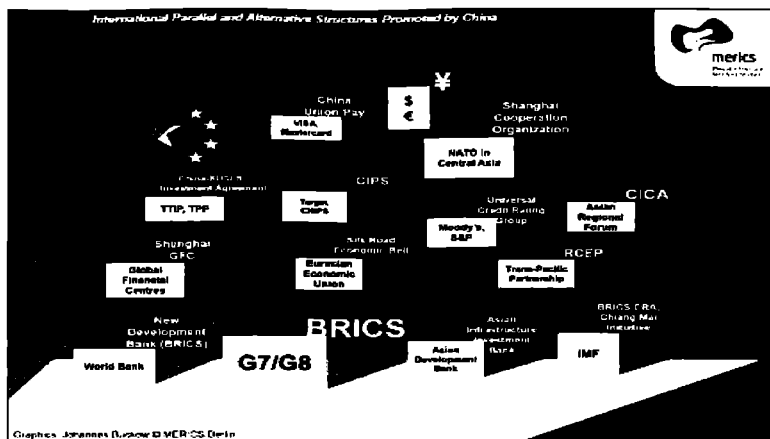 International Parallel and Alternative Structures Promoted by China
merics
¥
China
Union Pay
$
€
VISA,
Mastercard
Shanghai
Cooperation
Organization
NATO in
Central Asia
Investment Agreement
CIPS
CICA
TTIP, TPP
Target,
CHIPS
Universal
Credit Rating
Group
Asian
Regional
Forum
Moody's,
S&P
Shanghai
GFC
Silk Road
Economic Belt
RCEP
Global
Financial
Centres
Eurasian
Economic
Union
Trans-Pacific
Partnership
New
Development
Bank (BRICS)
BRICS
Asian
Infrastructure
Investment
Bank
BRICS CRA,
Chiang Mai
Initiative
World Bank
G7/G8
Asian
Development
Bank
IMF
Graphics: Johannes Buckow © MERICS Berlin